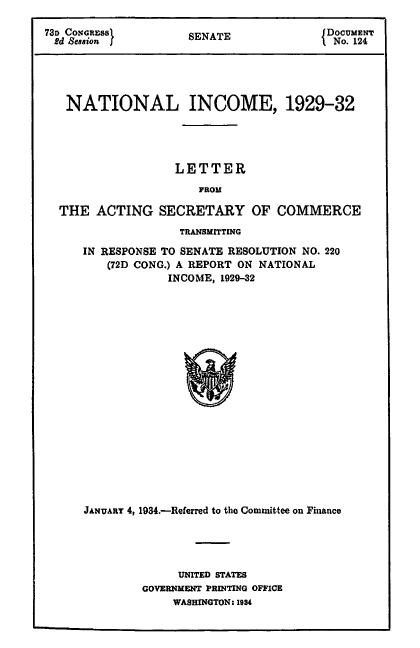 73D CONGRESS } SENATE { DOCUMENT
2d Session } { No. 124
NATIONAL INCOME, 1929-32
LETTER
FROM
THE ACTING SECRETARY OF COMMERCE
TRANSMITTING
IN RESPONSE TO SENATE RESOLUTION NO. 220
(72D CONG.) A REPORT ON NATIONAL
INCOME, 1929-32
JANUARY 4, 1934.—Referred to the Committee on Finance
UNITED STATES
GOVERNMENT PRINTING OFFICE
WASHINGTON: 1934